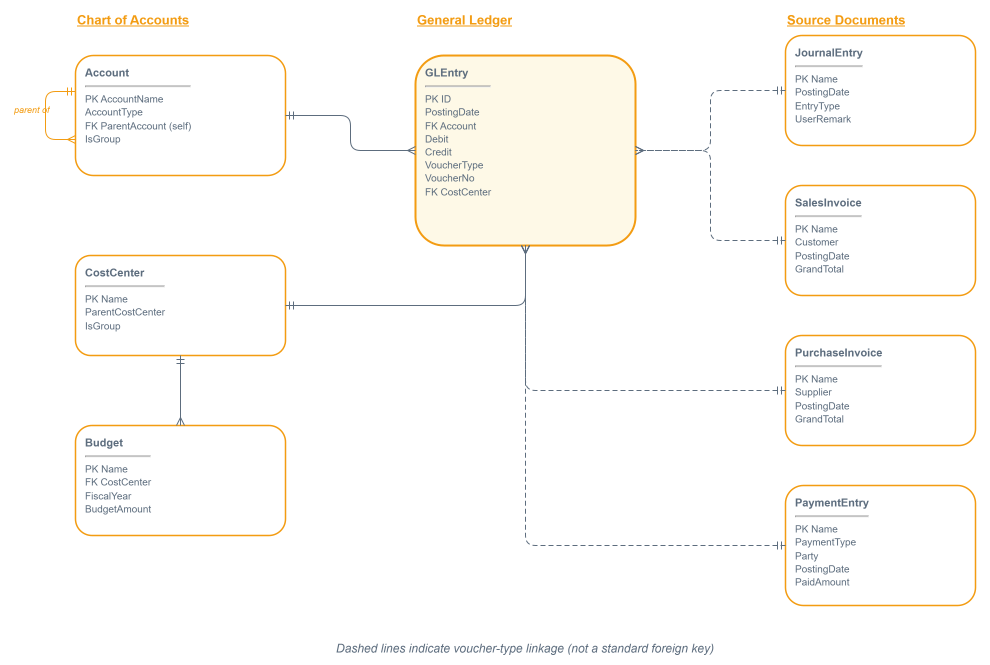 Chart of Accounts
General Ledger
Source Documents
Account
PK AccountName
AccountType
FK ParentAccount (self)
IsGroup
parent of
GLEntry
PK ID
PostingDate
FK Account
Debit
Credit
VoucherType
VoucherNo
FK CostCenter
JournalEntry
PK Name
PostingDate
EntryType
UserRemark
SalesInvoice
PK Name
Customer
PostingDate
GrandTotal
CostCenter
PK Name
ParentCostCenter
IsGroup
PurchaseInvoice
PK Name
Supplier
PostingDate
GrandTotal
Budget
PK Name
FK CostCenter
FiscalYear
BudgetAmount
PaymentEntry
PK Name
PaymentType
Party
PostingDate
PaidAmount
Dashed lines indicate voucher-type linkage (not a standard foreign key)